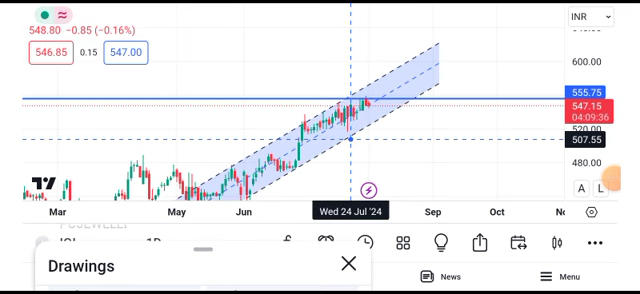 INR
548.80 −0.85 (−0.16%)
546.85 0.15 547.00
600.00
555.75
547.15
04:09:36
520.00
507.55
480.00
A L
Mar May Jun Wed 24 Jul '24 Sep Oct
Drawings
News Menu